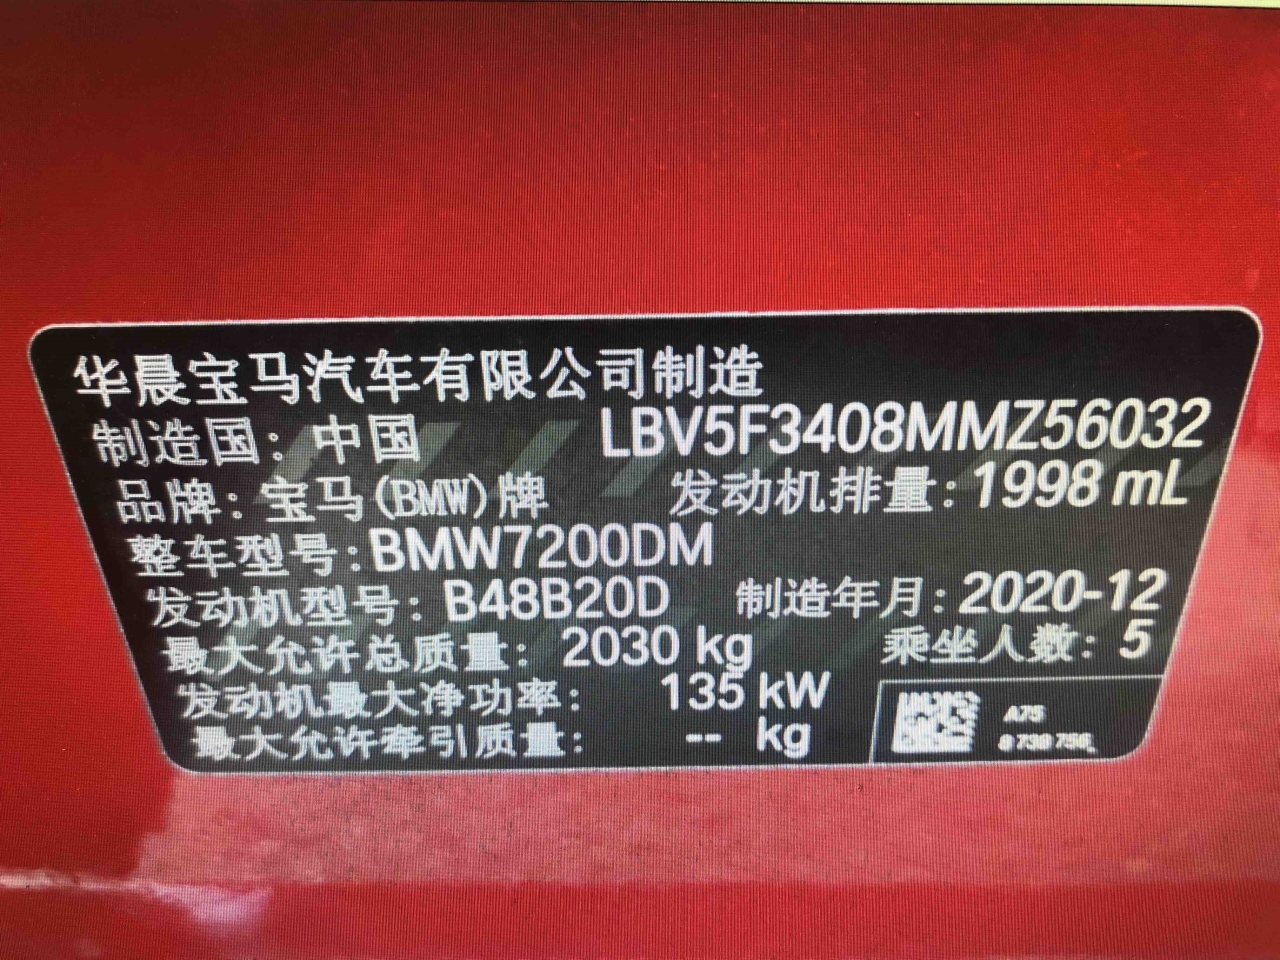 华晨宝马汽车有限公司制造
制造国：中国 LBV5F3408MMZ56032
品牌：宝马(BMW)牌 发动机排量：1998 mL
整车型号：BMW7200DM
发动机型号：B48B20D 制造年月：2020-12
最大允许总质量：2030 kg 乘坐人数：5
发动机最大净功率：135 kW
最大允许牵引质量：-- kg
A75
8 738 756